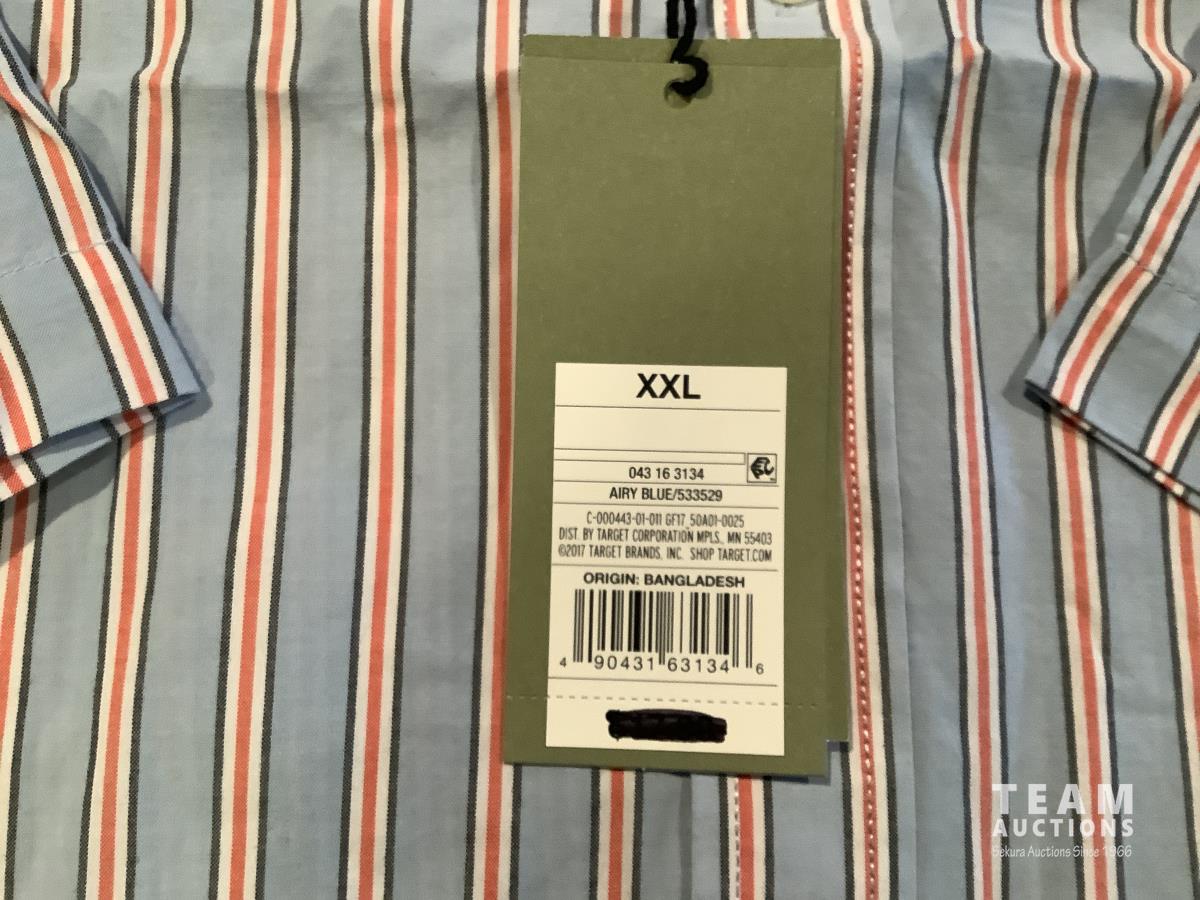 XXL
043 16 3134
AIRY BLUE/533529
C-000443-01-011 GF17_50A01-0025
DIST. BY TARGET CORPORATION MPLS., MN 55403
©2017 TARGET BRANDS, INC. SHOP TARGET.COM
ORIGIN: BANGLADESH
4 90431 63134 6
TEAM
AUCTIONS
Sekura Auctions Since 1966